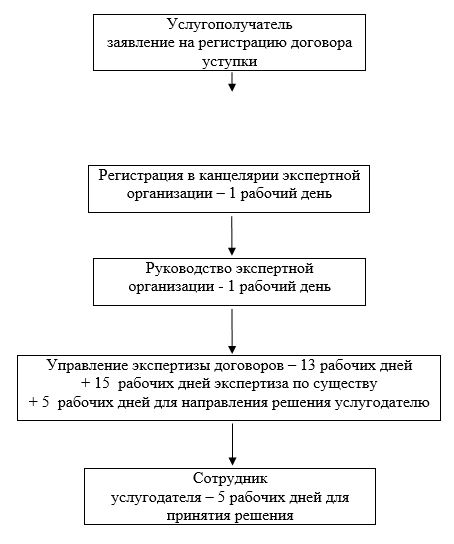 Услугополучатель
заявление на регистрацию договора
уступки
Регистрация в канцелярии экспертной
организации – 1 рабочий день
Руководство экспертной
организации - 1 рабочий день
Управление экспертизы договоров – 13 рабочих дней
+ 15 рабочих дней экспертиза по существу
+ 5 рабочих дней для направления решения услугодателю
Сотрудник
услугодателя – 5 рабочих дней для
принятия решения